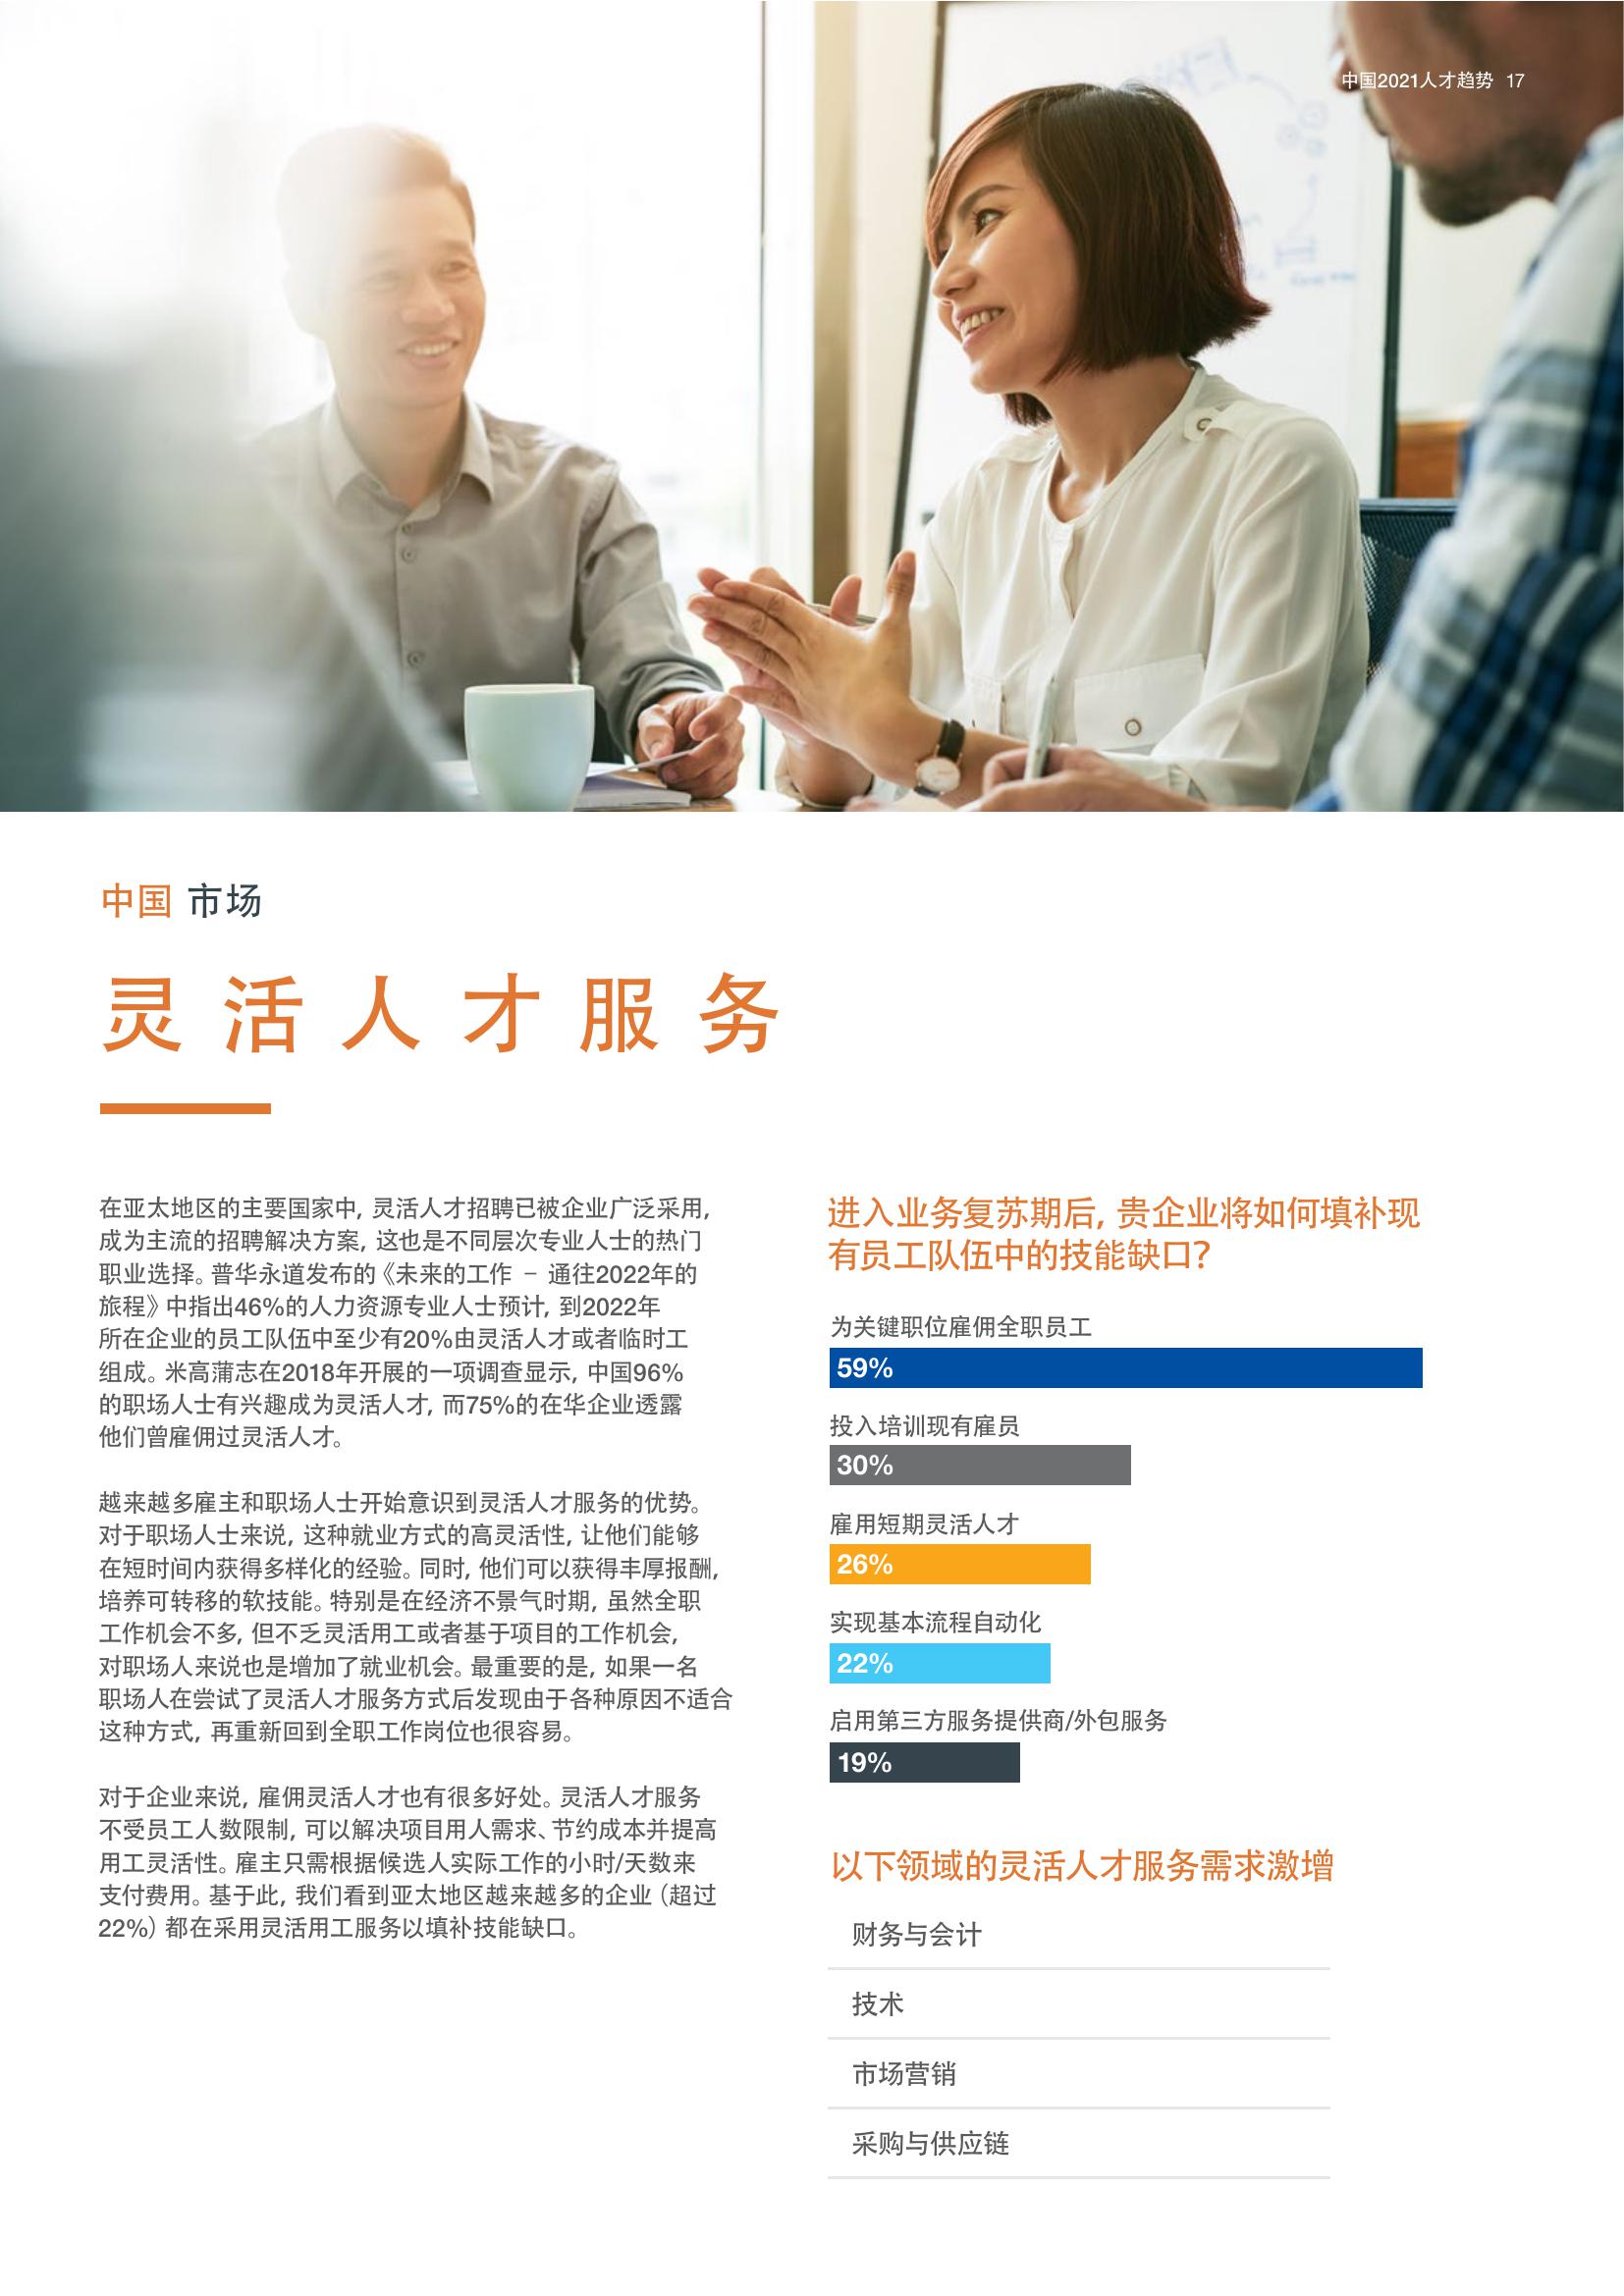 中国2021人才趋势 17
中国 市场
灵活人才服务
在亚太地区的主要国家中, 灵活人才招聘已被企业广泛采用,
成为主流的招聘解决方案, 这也是不同层次专业人士的热门
职业选择。普华永道发布的《未来的工作 – 通往2022年的
旅程》中指出46%的人力资源专业人士预计, 到2022年
所在企业的员工队伍中至少有20%由灵活人才或者临时工
组成。米高蒲志在2018年开展的一项调查显示, 中国96%
的职场人士有兴趣成为灵活人才, 而75%的在华企业透露
他们曾雇佣过灵活人才。
越来越多雇主和职场人士开始意识到灵活人才服务的优势。
对于职场人士来说, 这种就业方式的高灵活性, 让他们能够
在短时间内获得多样化的经验。同时, 他们可以获得丰厚报酬,
培养可转移的软技能。特别是在经济不景气时期, 虽然全职
工作机会不多, 但不乏灵活用工或者基于项目的工作机会,
对职场人来说也是增加了就业机会。最重要的是, 如果一名
职场人在尝试了灵活人才服务方式后发现由于各种原因不适合
这种方式, 再重新回到全职工作岗位也很容易。
对于企业来说, 雇佣灵活人才也有很多好处。灵活人才服务
不受员工人数限制, 可以解决项目用人需求、节约成本并提高
用工灵活性。雇主只需根据候选人实际工作的小时/天数来
支付费用。基于此, 我们看到亚太地区越来越多的企业（超过
22%）都在采用灵活用工服务以填补技能缺口。
进入业务复苏期后, 贵企业将如何填补现
有员工队伍中的技能缺口?
为关键职位雇佣全职员工
59%
投入培训现有雇员
30%
雇用短期灵活人才
26%
实现基本流程自动化
22%
启用第三方服务提供商/外包服务
19%
以下领域的灵活人才服务需求激增
财务与会计
技术
市场营销
采购与供应链